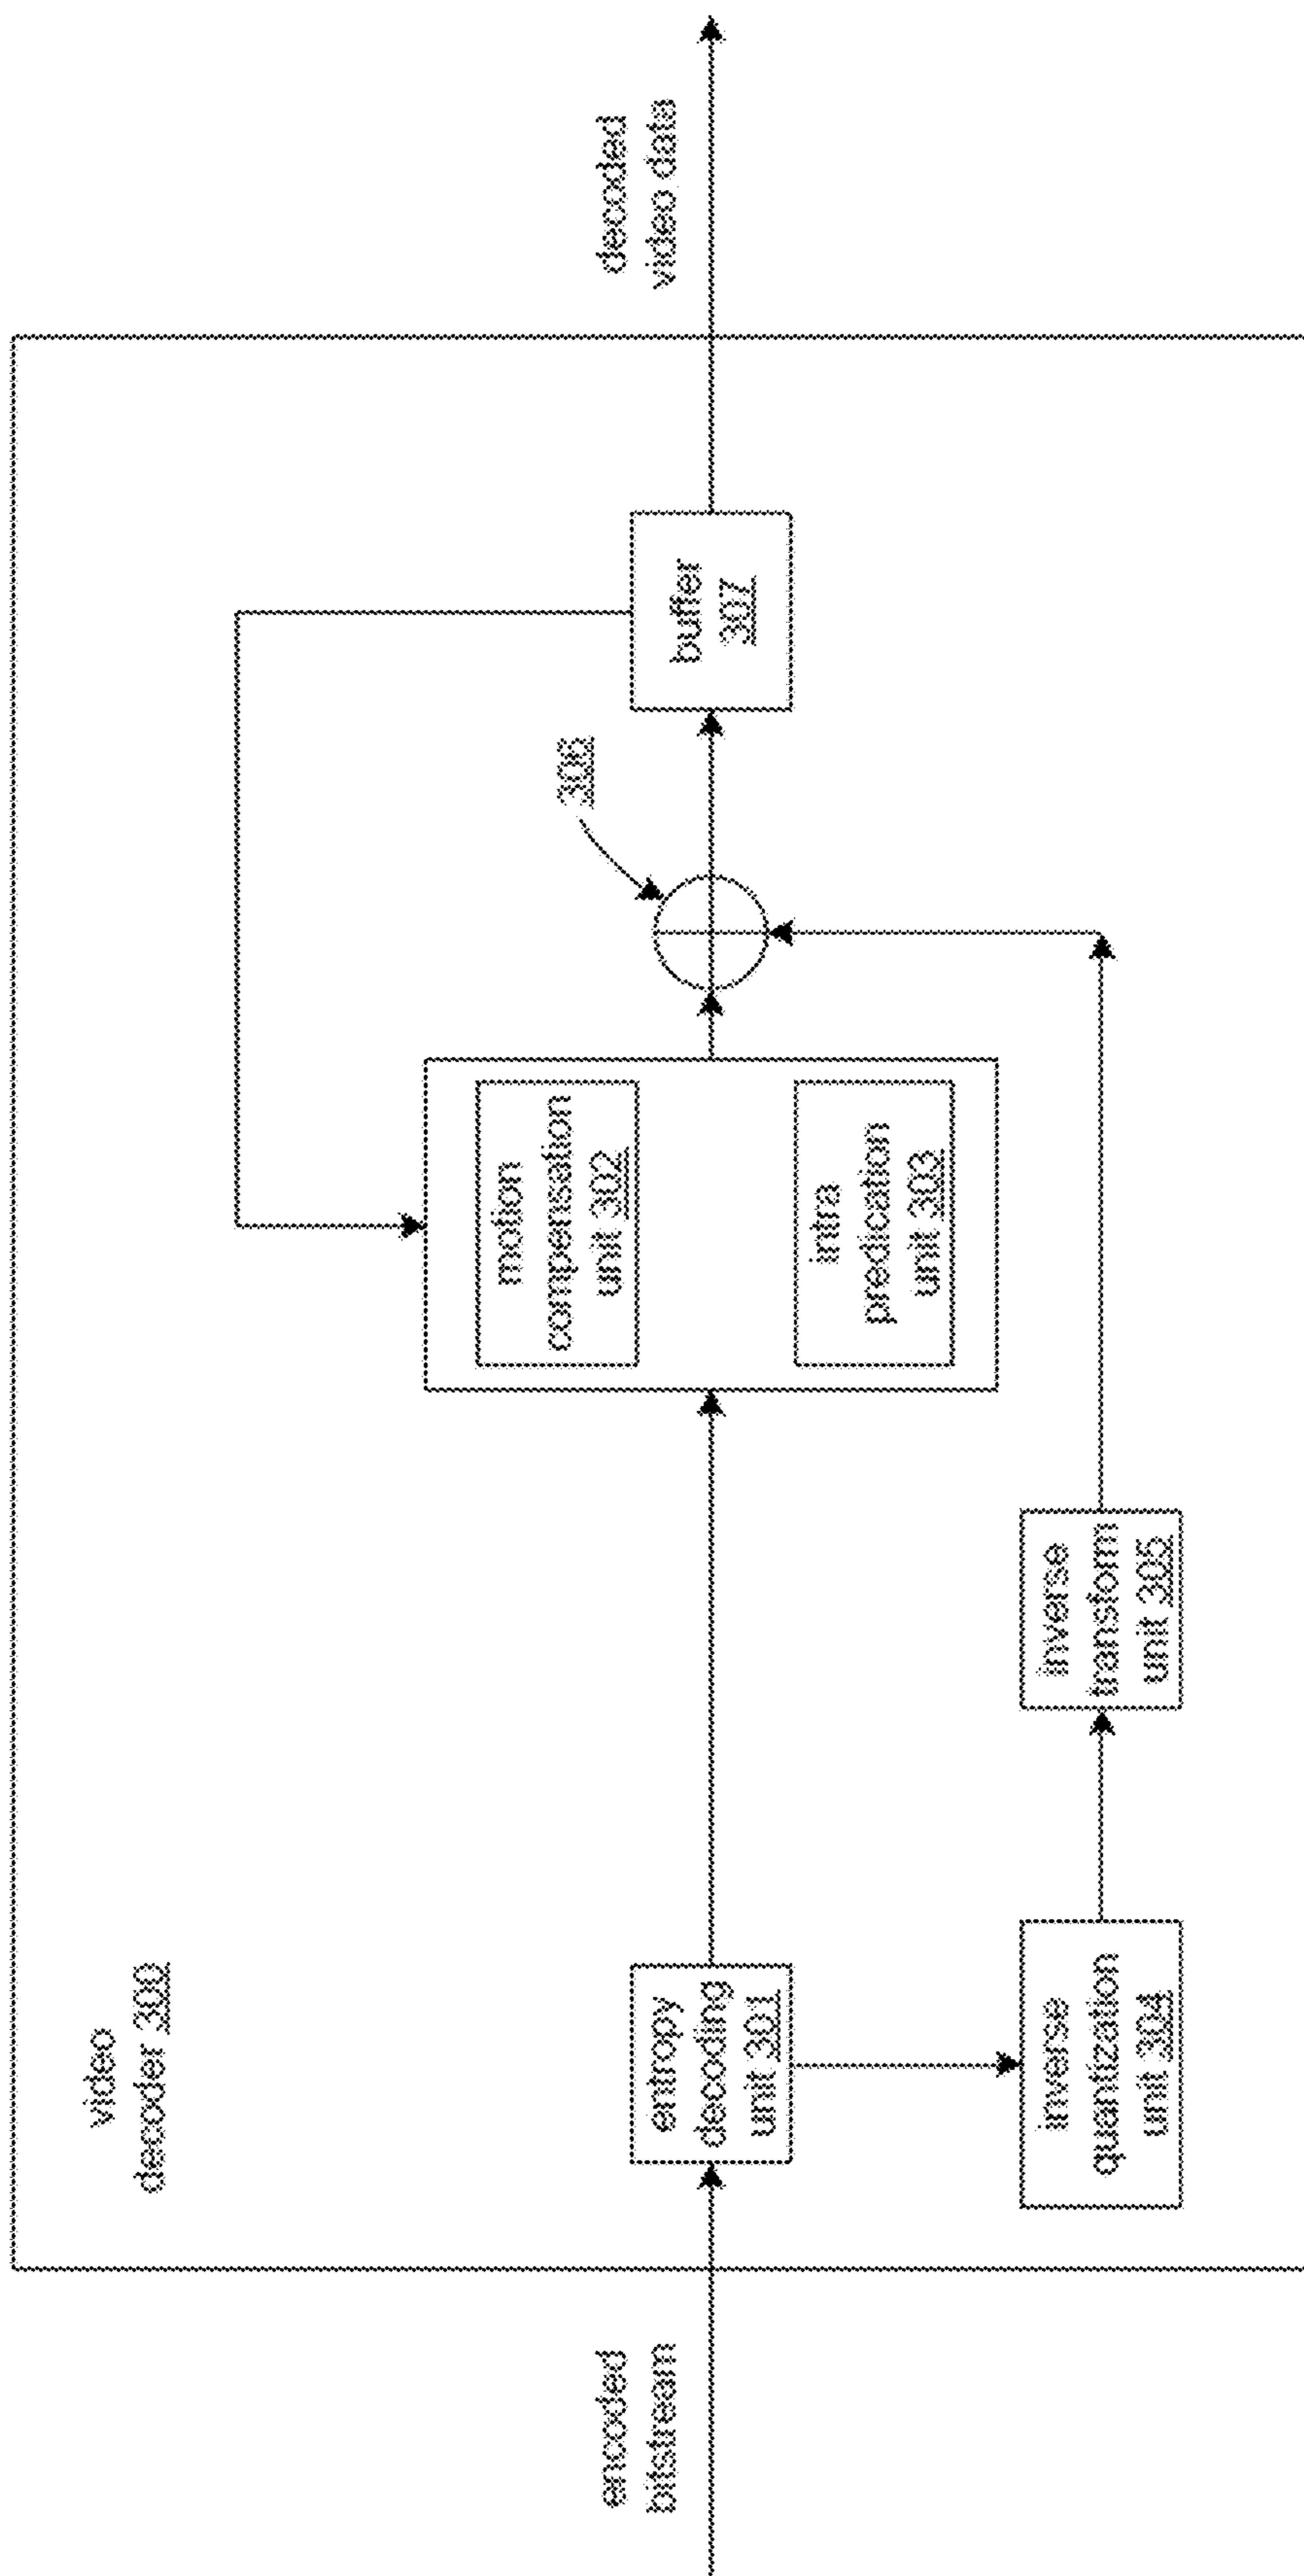 video
decoder 300
encoded
bitstream
entropy
decoding
unit 301
inverse
quantization
unit 304
inverse
transform
unit 305
motion
compensation
unit 302
intra
predication
unit 303
306
buffer
307
decoded
video data